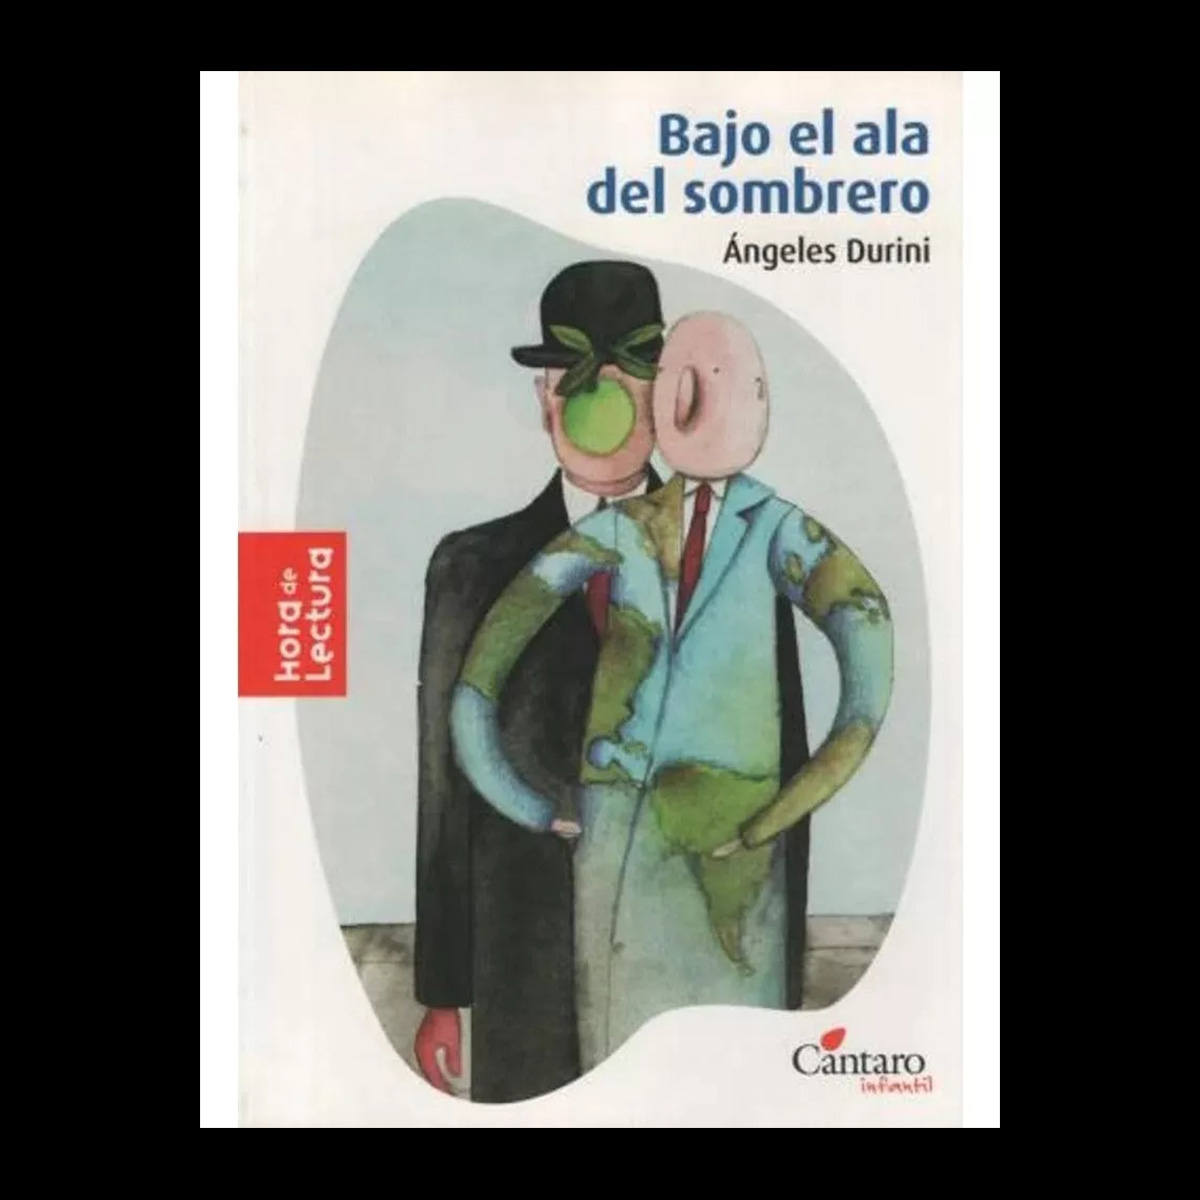 Bajo el ala
del sombrero
Ángeles Durini
Hora de
Lectura
Cántaro
infantil